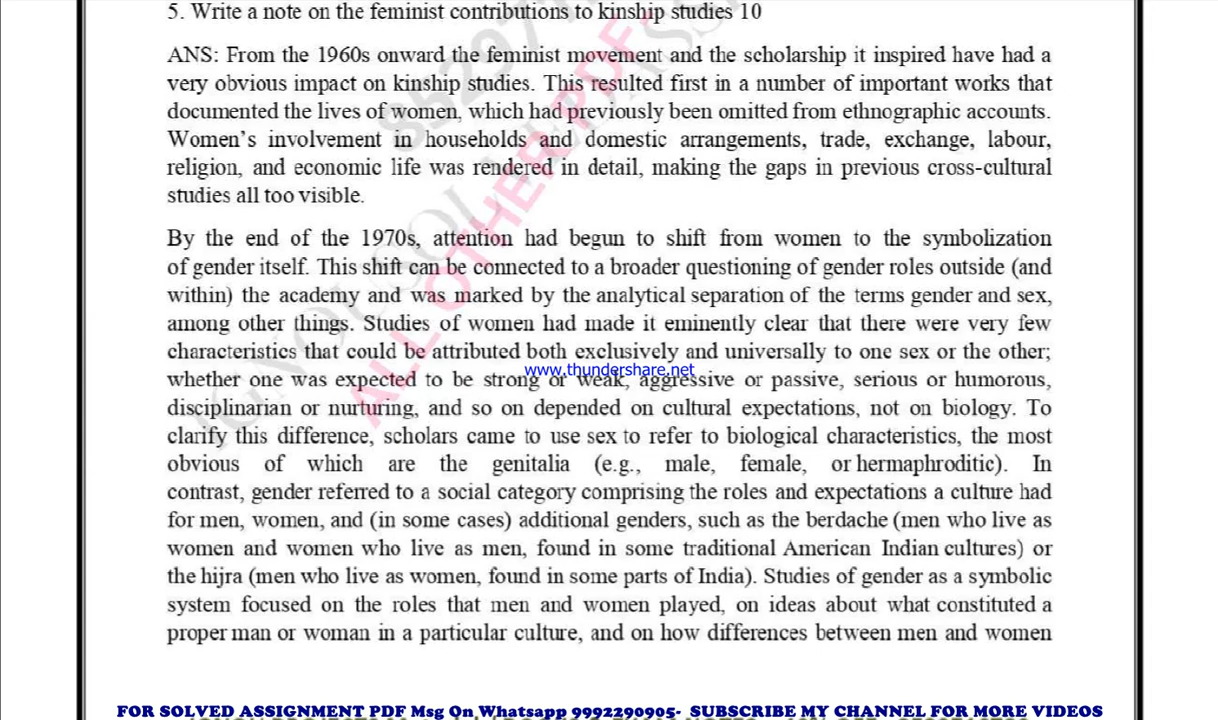 5. Write a note on the feminist contributions to kinship studies 10
ANS: From the 1960s onward the feminist movement and the scholarship it inspired have had a
very obvious impact on kinship studies. This resulted first in a number of important works that
documented the lives of women, which had previously been omitted from ethnographic accounts.
Women's involvement in households and domestic arrangements, trade, exchange, labour,
religion, and economic life was rendered in detail, making the gaps in previous cross-cultural
studies all too visible.
By the end of the 1970s, attention had begun to shift from women to the symbolization
of gender itself. This shift can be connected to a broader questioning of gender roles outside (and
within) the academy and was marked by the analytical separation of the terms gender and sex,
among other things. Studies of women had made it eminently clear that there were very few
characteristics that could be attributed both exclusively and universally to one sex or the other;
www.thundershare.net
whether one was expected to be strong or weak, aggressive or passive, serious or humorous,
disciplinarian or nurturing, and so on depended on cultural expectations, not on biology. To
clarify this difference, scholars came to use sex to refer to biological characteristics, the most
obvious of which are the genitalia (e.g., male, female, or hermaphroditic). In
contrast, gender referred to a social category comprising the roles and expectations a culture had
for men, women, and (in some cases) additional genders, such as the berdache (men who live as
women and women who live as men, found in some traditional American Indian cultures) or
the hijra (men who live as women, found in some parts of India). Studies of gender as a symbolic
system focused on the roles that men and women played, on ideas about what constituted a
proper man or woman in a particular culture, and on how differences between men and women
ALL OTHER PDF
FOR SOLVED ASSIGNMENT PDF Msg On Whatsapp 9992290905- SUBSCRIBE MY CHANNEL FOR MORE VIDEOS